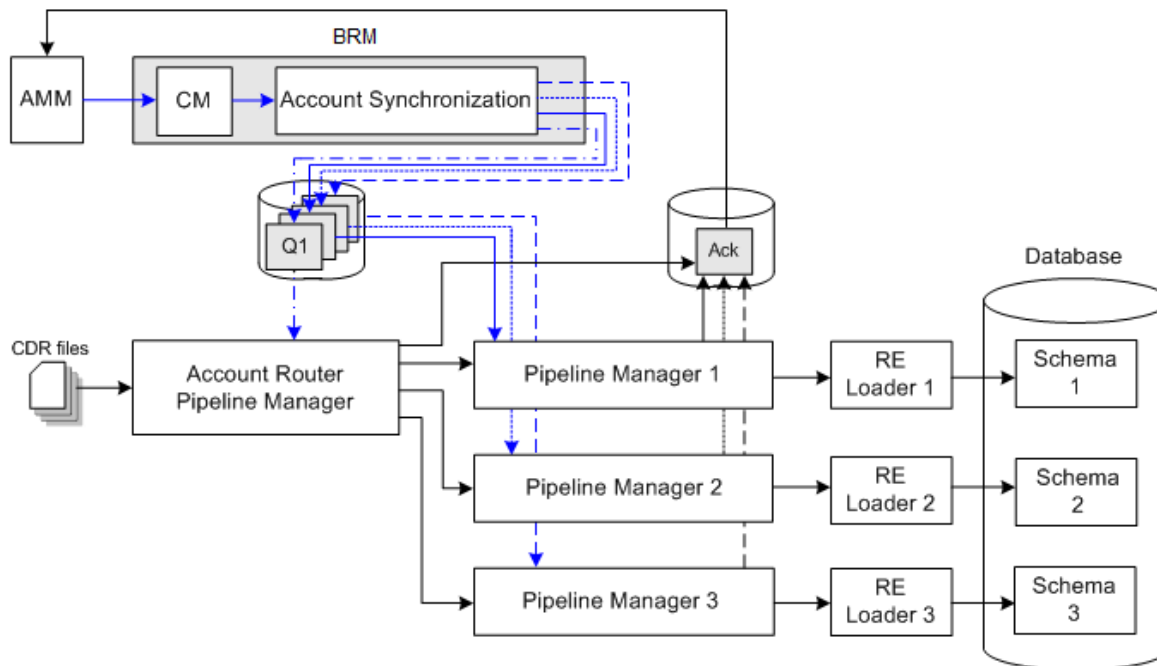 BRM
AMM
CM
Account Synchronization
Q1
Ack
Database
CDR files
Account Router
Pipeline Manager
Pipeline Manager 1
RE
Loader 1
Schema
1
Pipeline Manager 2
RE
Loader 2
Schema
2
Pipeline Manager 3
RE
Loader 3
Schema
3